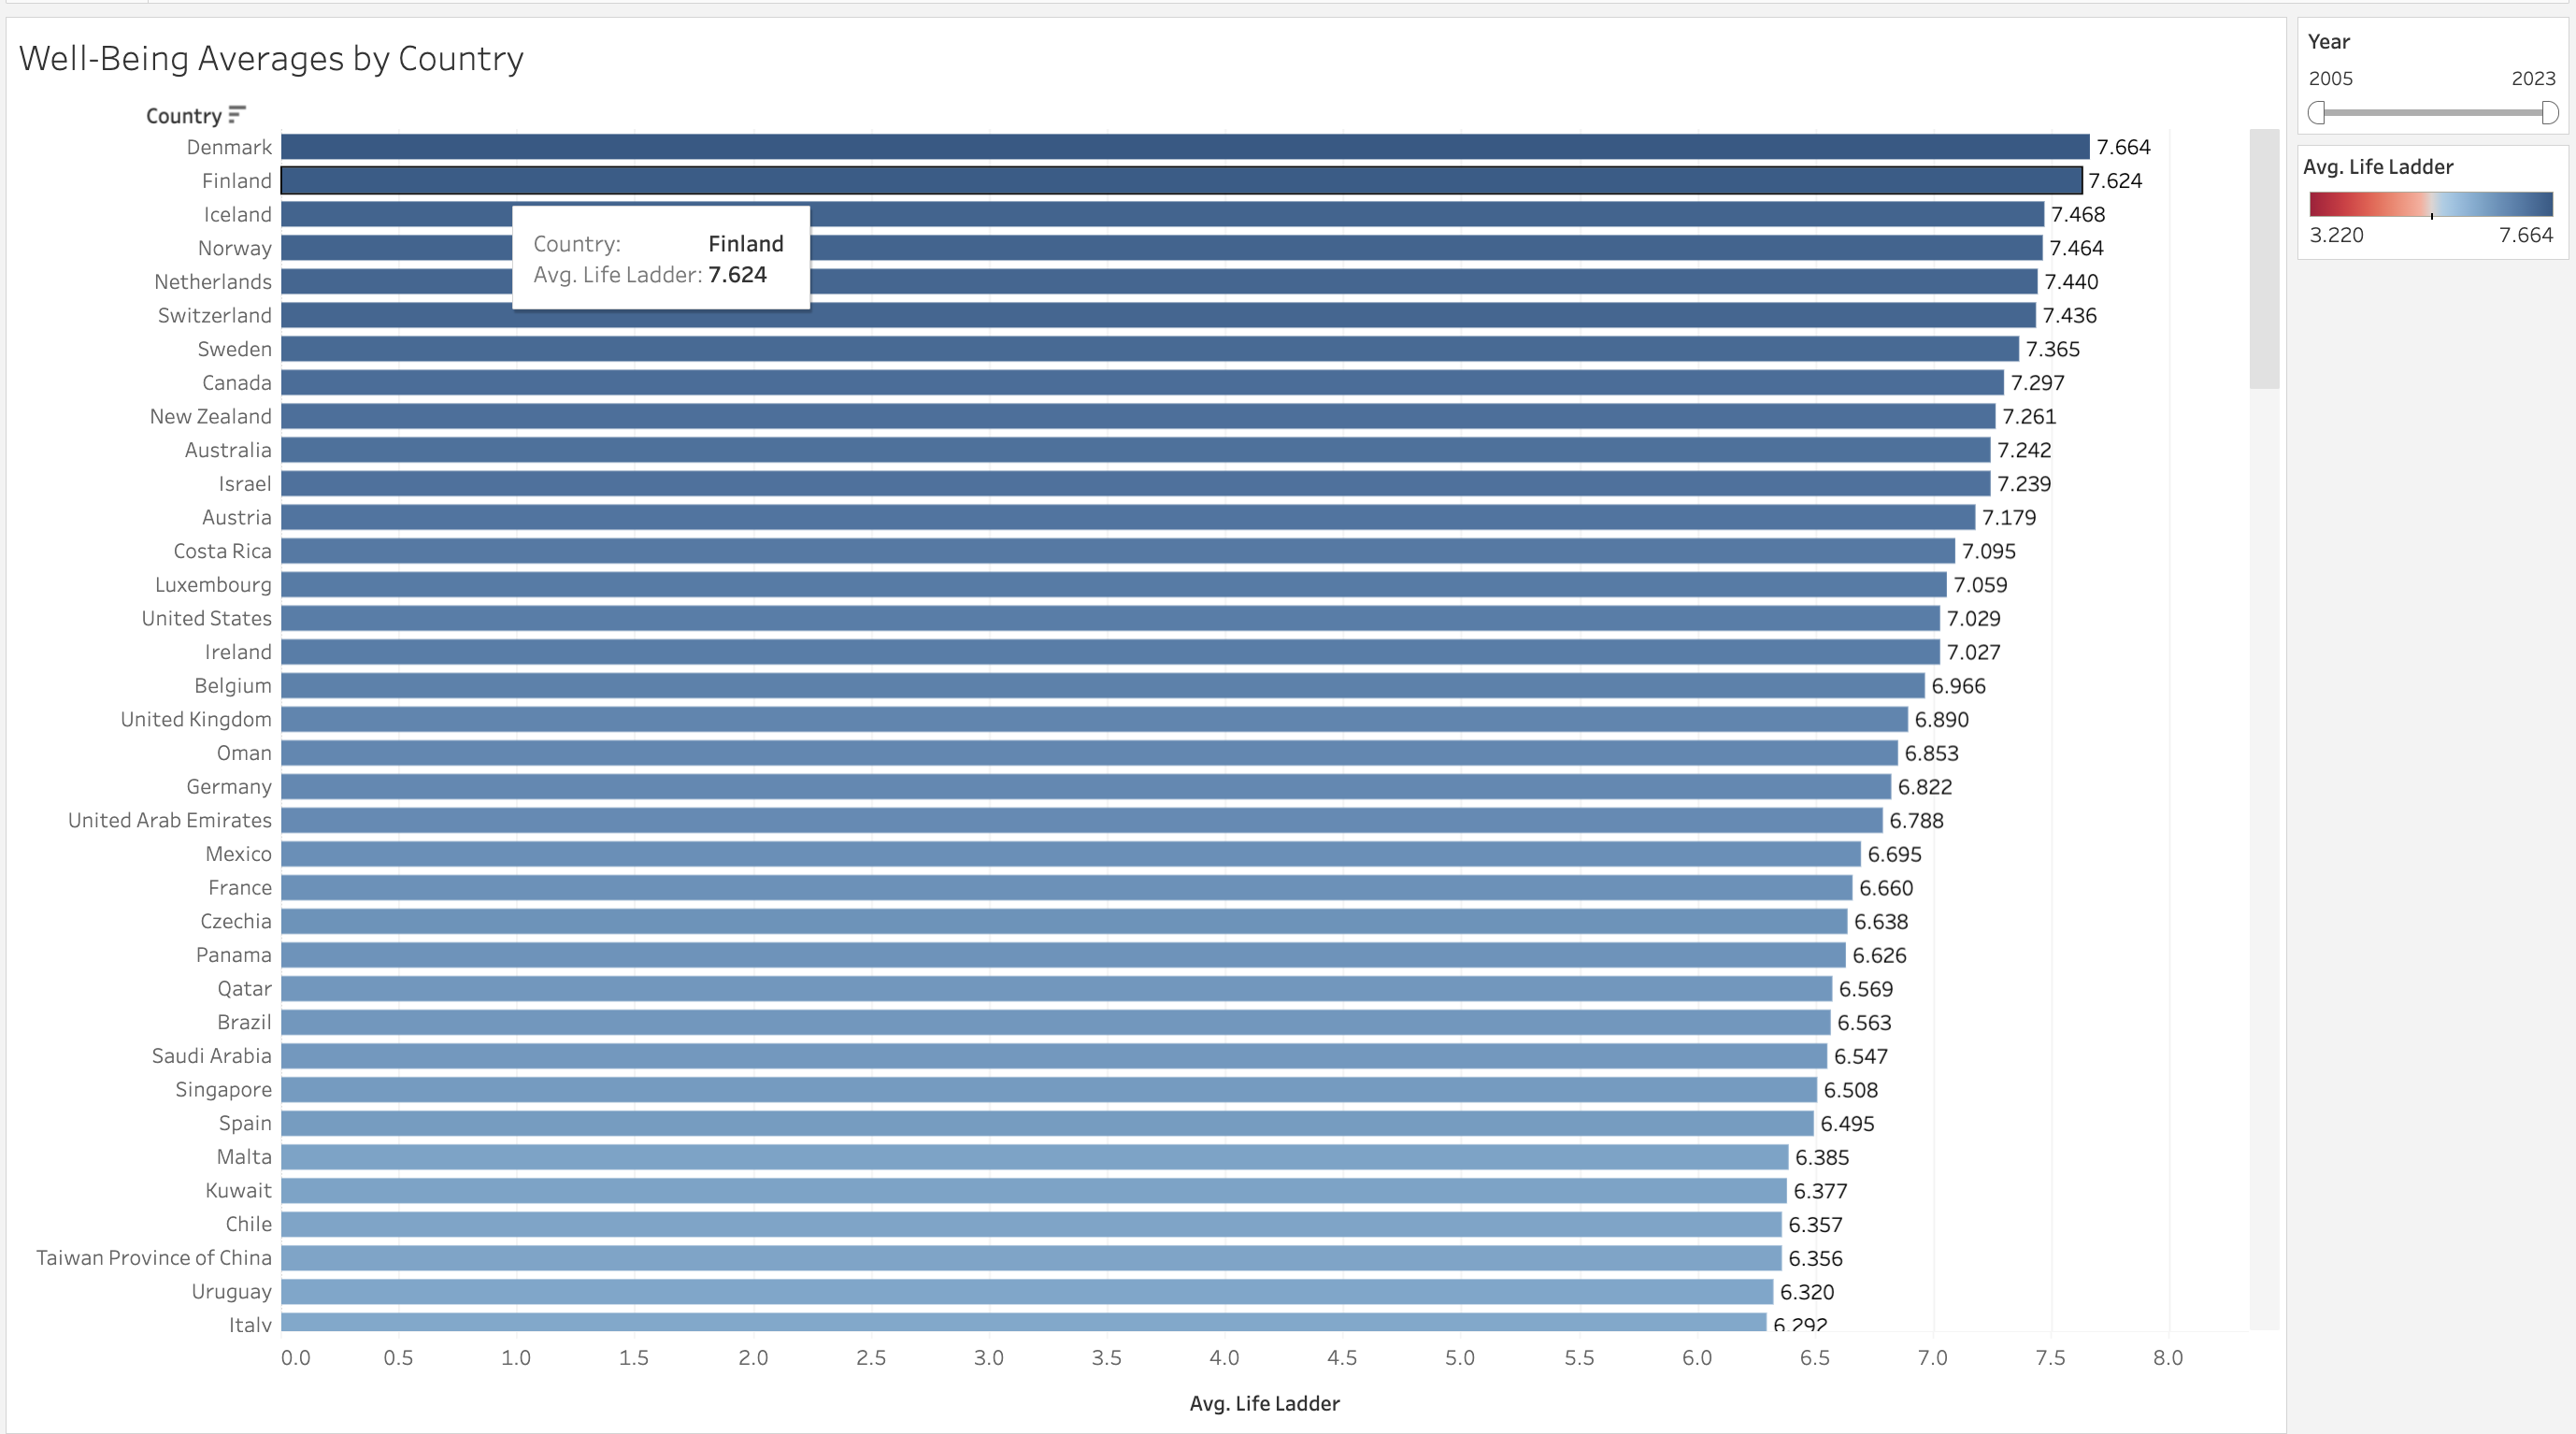 Well-Being Averages by Country
Country
Denmark 7.664
Finland 7.624
Iceland 7.468
Norway 7.464
Netherlands 7.440
Switzerland 7.436
Sweden 7.365
Canada 7.297
New Zealand 7.261
Australia 7.242
Israel 7.239
Austria 7.179
Costa Rica 7.095
Luxembourg 7.059
United States 7.029
Ireland 7.027
Belgium 6.966
United Kingdom 6.890
Oman 6.853
Germany 6.822
United Arab Emirates 6.788
Mexico 6.695
France 6.660
Czechia 6.638
Panama 6.626
Qatar 6.569
Brazil 6.563
Saudi Arabia 6.547
Singapore 6.508
Spain 6.495
Malta 6.385
Kuwait 6.377
Chile 6.357
Taiwan Province of China 6.356
Uruguay 6.320
Italy 6.292
0.0 0.5 1.0 1.5 2.0 2.5 3.0 3.5 4.0 4.5 5.0 5.5 6.0 6.5 7.0 7.5 8.0
Avg. Life Ladder
Country: Finland
Avg. Life Ladder: 7.624
Year
2005 2023
Avg. Life Ladder
3.220 7.664